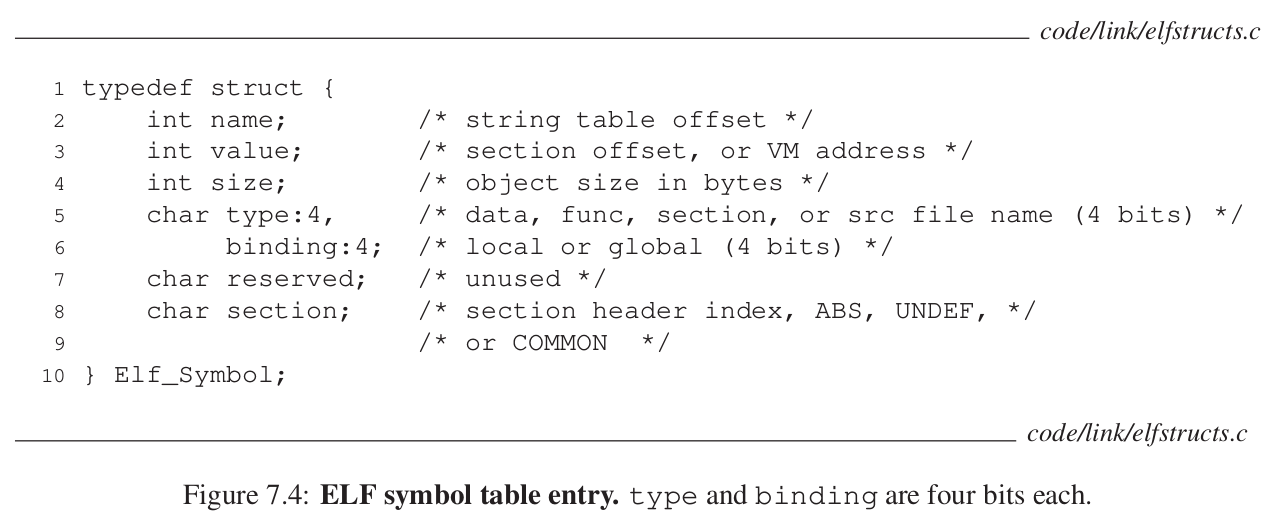 code/link/elfstructs.c
1 typedef struct {
2     int name;        /* string table offset */
3     int value;       /* section offset, or VM address */
4     int size;        /* object size in bytes */
5     char type:4,     /* data, func, section, or src file name (4 bits) */
6          binding:4;  /* local or global (4 bits) */
7     char reserved;   /* unused */
8     char section;    /* section header index, ABS, UNDEF, */
9                      /* or COMMON  */
10 } Elf_Symbol;
code/link/elfstructs.c
Figure 7.4: ELF symbol table entry. type and binding are four bits each.